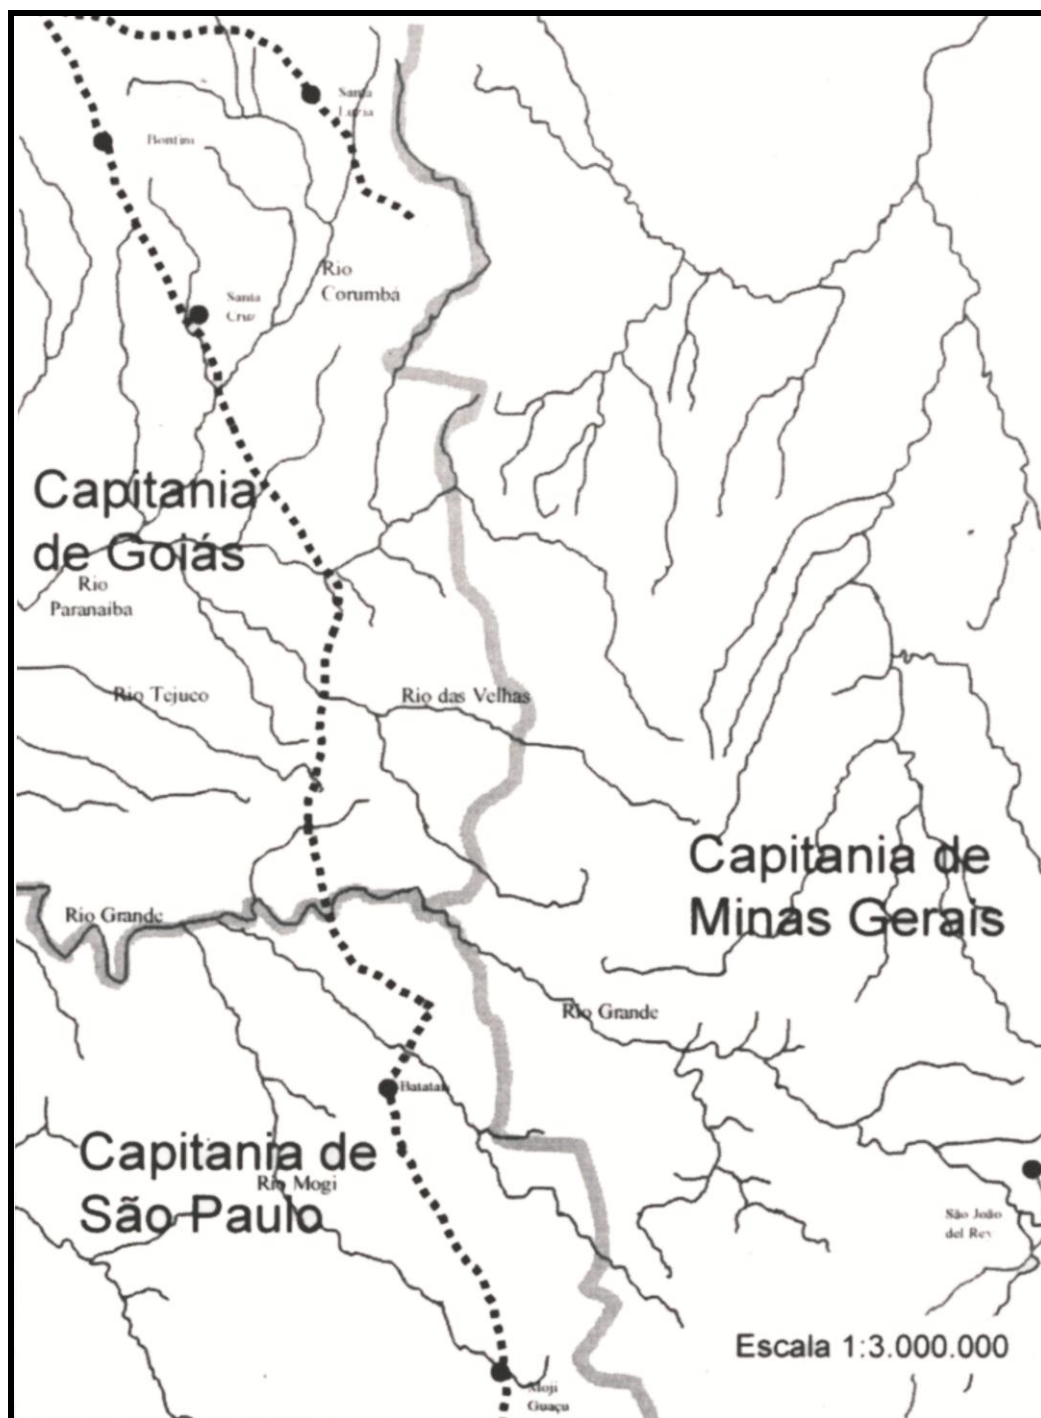 Santa
Luzia
Bonfim
Rio
Corumbá
Santa
Cruz
Capitania
de Goiás
Rio
Paranaiba
Rio Tejuco
Rio das Velhas
Capitania de
Minas Gerais
Rio Grande
Rio Grande
Batatais
Capitania de
São Paulo
Rio Mogi
São João
del Rey
Escala 1:3.000.000
Moji
Guaçu